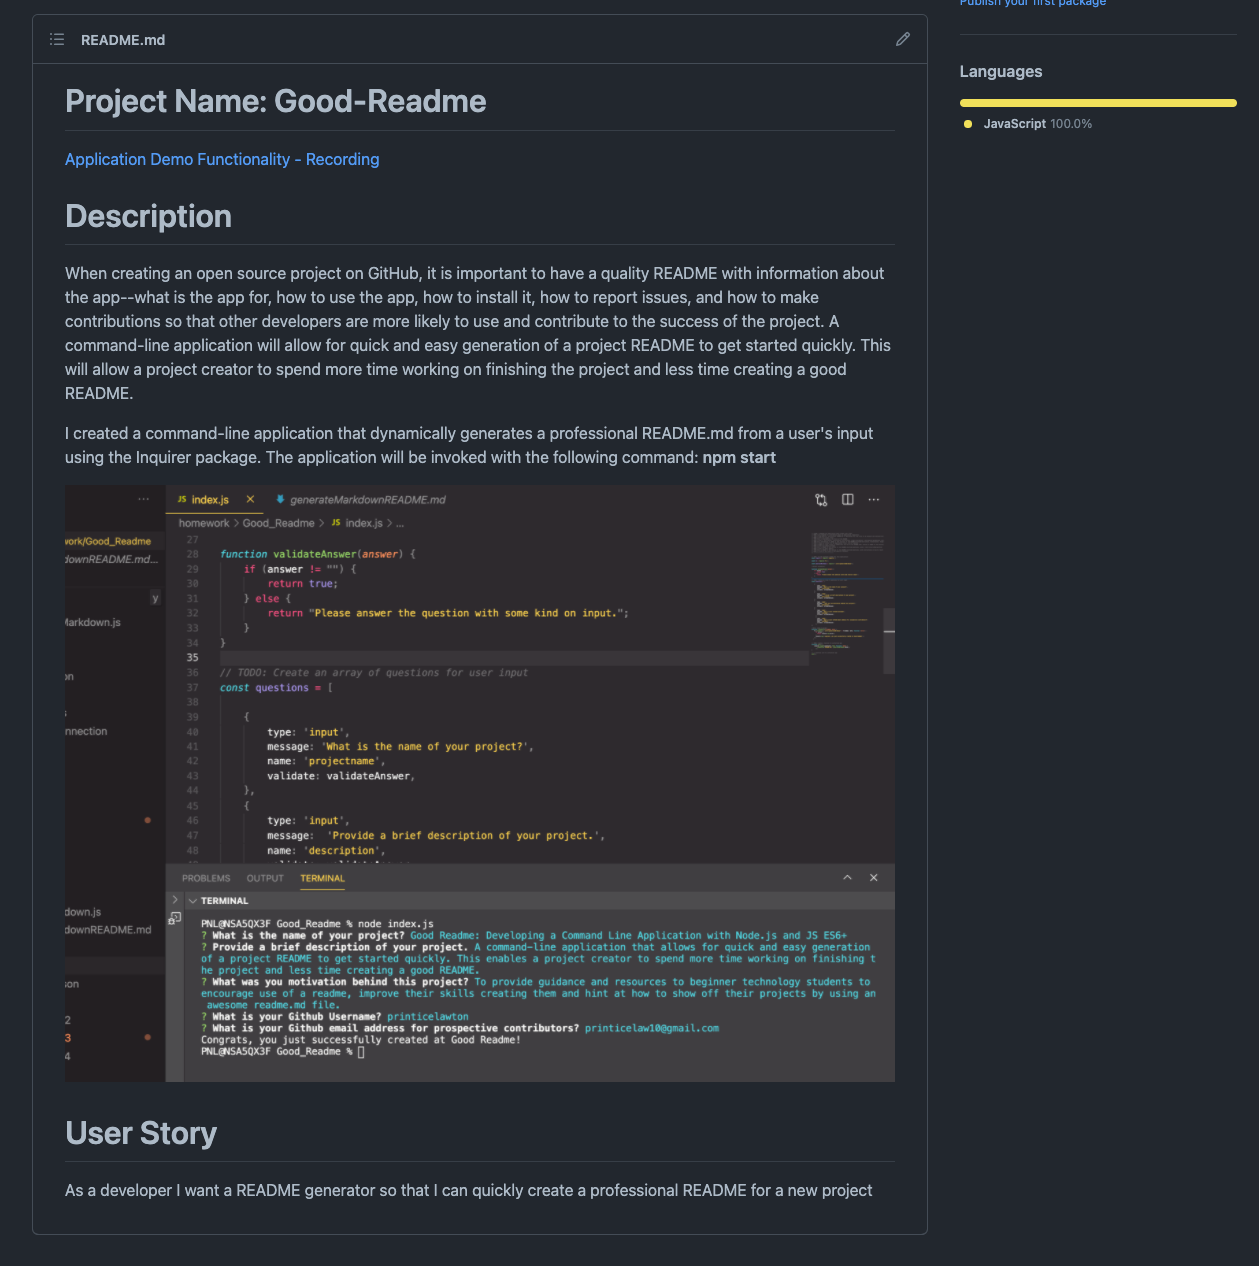 Publish your first package
README.md
Languages
JavaScript 100.0%
Project Name: Good-Readme
Application Demo Functionality - Recording
Description
When creating an open source project on GitHub, it is important to have a quality README with information about
the app--what is the app for, how to use the app, how to install it, how to report issues, and how to make
contributions so that other developers are more likely to use and contribute to the success of the project. A
command-line application will allow for quick and easy generation of a project README to get started quickly. This
will allow a project creator to spend more time working on finishing the project and less time creating a good
README.
I created a command-line application that dynamically generates a professional README.md from a user's input
using the Inquirer package. The application will be invoked with the following command: npm start
... JS index.js × generateMarkdownREADME.md ...
homework > Good_Readme > JS index.js > ...
work/Good_Readme
downREADME.md...
y
Markdown.js
on
s
nnection
down.js
downREADME.md
son
2
3
4
27
28 function validateAnswer(answer) {
29 if (answer != "") {
30 return true;
31 } else {
32 return "Please answer the question with some kind on input.";
33 }
34 }
35
36 // TODO: Create an array of questions for user input
37 const questions = [
38
39 {
40 type: 'input',
41 message: 'What is the name of your project?',
42 name: 'projectname',
43 validate: validateAnswer,
44 },
45 {
46 type: 'input',
47 message: 'Provide a brief description of your project.',
48 name: 'description',
PROBLEMS OUTPUT TERMINAL
TERMINAL
PNL@NSA5QX3F Good_Readme % node index.js
? What is the name of your project? Good Readme: Developing a Command Line Application with Node.js and JS ES6+
? Provide a brief description of your project. A command-line application that allows for quick and easy generation
of a project README to get started quickly. This enables a project creator to spend more time working on finishing t
he project and less time creating a good README.
? What was you motivation behind this project? To provide guidance and resources to beginner technology students to
encourage use of a readme, improve their skills creating them and hint at how to show off their projects by using an
awesome readme.md file.
? What is your Github Username? printicelawton
? What is your Github email address for prospective contributors? printicelaw10@gmail.com
Congrats, you just successfully created at Good Readme!
PNL@NSA5QX3F Good_Readme %
User Story
As a developer I want a README generator so that I can quickly create a professional README for a new project